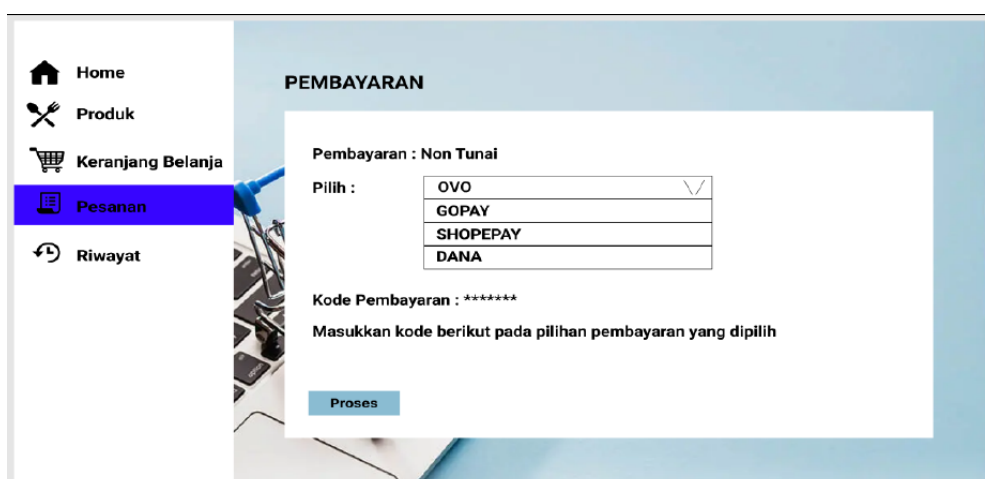 Home
Produk
Keranjang Belanja
Pesanan
Riwayat
PEMBAYARAN
Pembayaran : Non Tunai
Pilih :
OVO
GOPAY
SHOPEPAY
DANA
Kode Pembayaran : *******
Masukkan kode berikut pada pilihan pembayaran yang dipilih
Proses